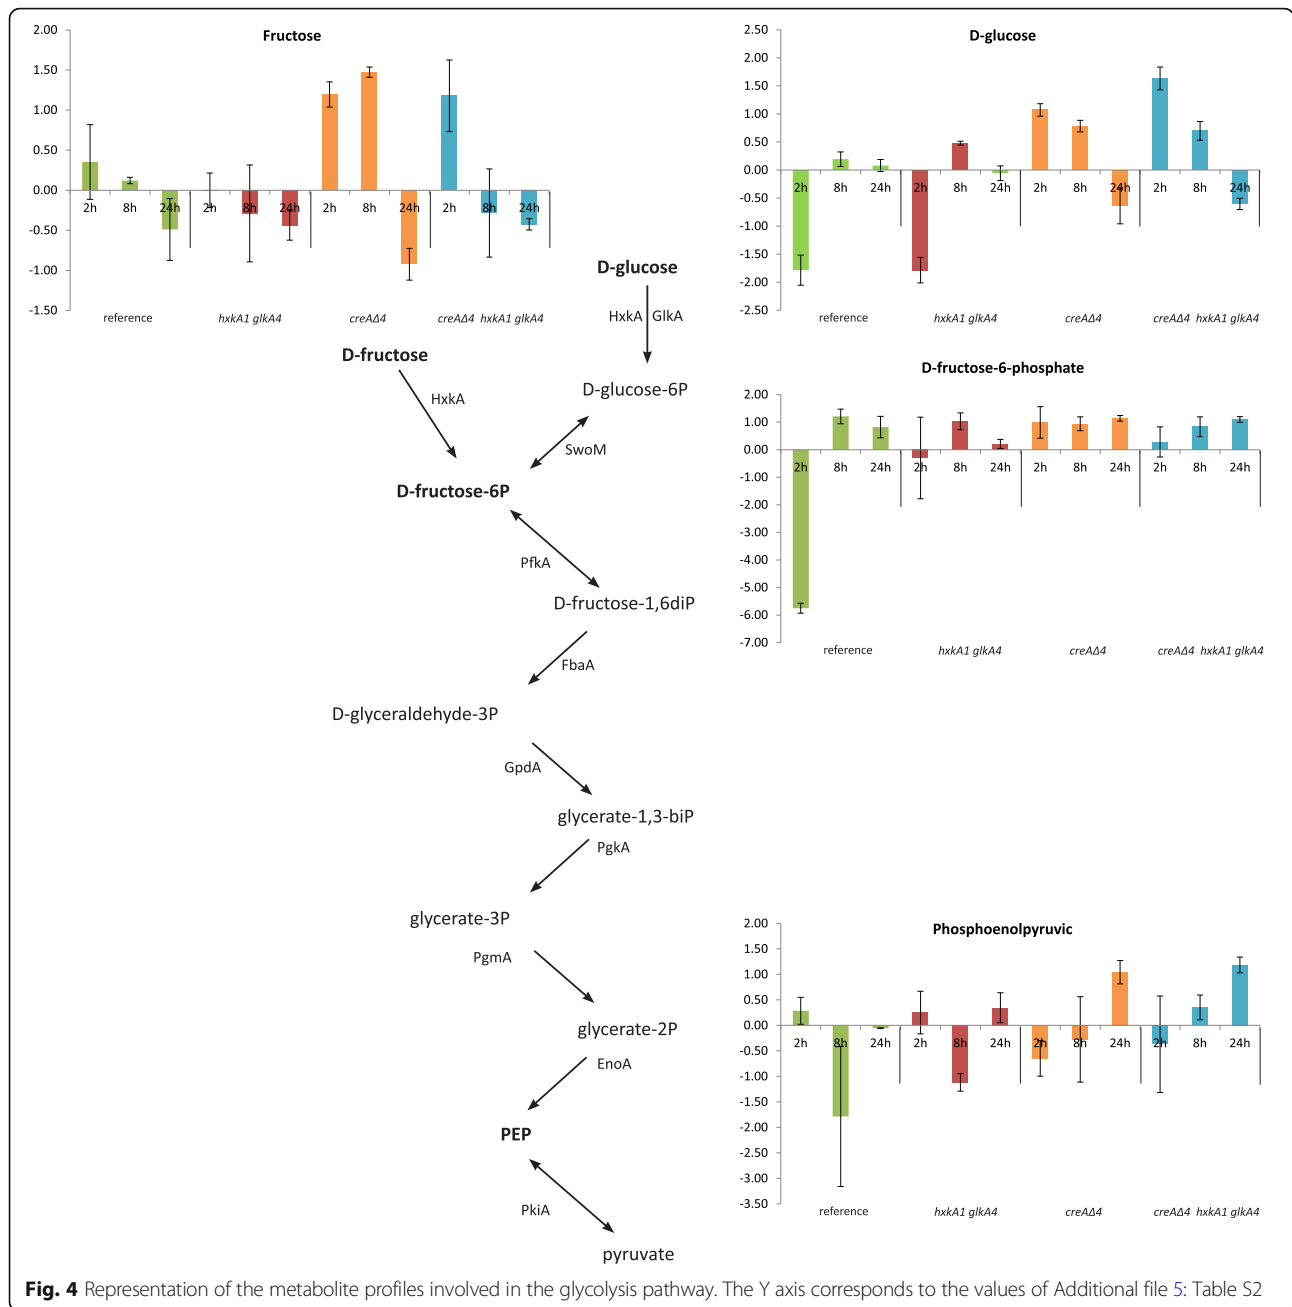 Fructose
2.00
1.50
1.00
0.50
0.00
-0.50
-1.00
-1.50
2h 8h 24h 2h 8h 24h 2h 8h 24h 2h 8h 24h
reference hxkA1 glkA4 creAΔ4 creAΔ4 hxkA1 glkA4
D-glucose
2.50
2.00
1.50
1.00
0.50
0.00
-0.50
-1.00
-1.50
-2.00
-2.50
2h 8h 24h 2h 8h 24h 2h 8h 24h 2h 8h 24h
reference hxkA1 glkA4 creAΔ4 creAΔ4 hxkA1 glkA4
D-glucose
HxkA GlkA
D-fructose
D-glucose-6P
HxkA
SwoM
D-fructose-6P
PfkA
D-fructose-1,6diP
FbaA
D-glyceraldehyde-3P
GpdA
glycerate-1,3-biP
PgkA
glycerate-3P
PgmA
glycerate-2P
EnoA
PEP
PkiA
pyruvate
D-fructose-6-phosphate
2.00
1.00
0.00
-1.00
-2.00
-3.00
-4.00
-5.00
-6.00
-7.00
2h 8h 24h 2h 8h 24h 2h 8h 24h 2h 8h 24h
reference hxkA1 glkA4 creAΔ4 creAΔ4 hxkA1 glkA4
Phosphoenolpyruvic
2.00
1.50
1.00
0.50
0.00
-0.50
-1.00
-1.50
-2.00
-2.50
-3.00
-3.50
2h 8h 24h 2h 8h 24h 2h 8h 24h 2h 8h 24h
reference hxkA1 glkA4 creAΔ4 creAΔ4 hxkA1 glkA4
Fig. 4 Representation of the metabolite profiles involved in the glycolysis pathway. The Y axis corresponds to the values of Additional file 5: Table S2